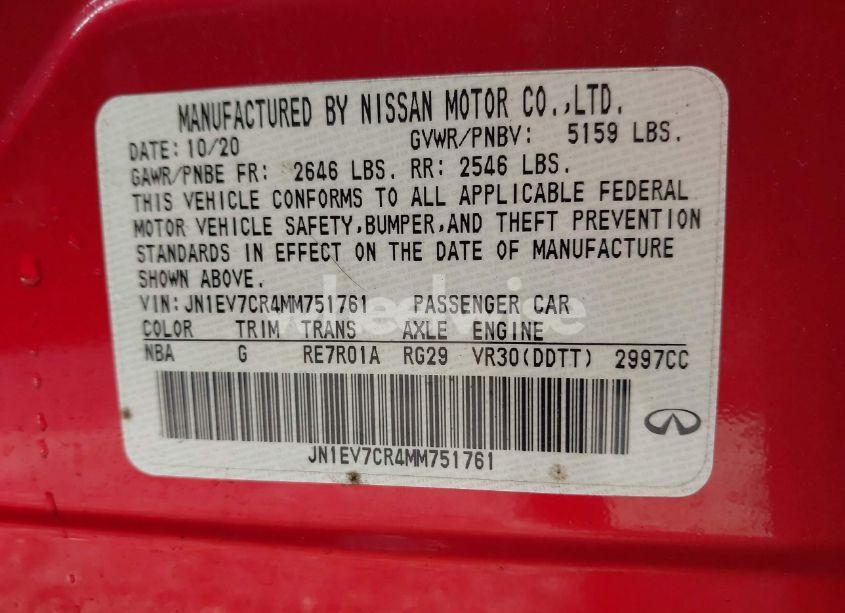 MANUFACTURED BY NISSAN MOTOR CO.,LTD.
DATE: 10/20 GVWR/PNBV: 5159 LBS.
GAWR/PNBE FR: 2646 LBS. RR: 2546 LBS.
THIS VEHICLE CONFORMS TO ALL APPLICABLE FEDERAL
MOTOR VEHICLE SAFETY,BUMPER,AND THEFT PREVENTION
STANDARDS IN EFFECT ON THE DATE OF MANUFACTURE
SHOWN ABOVE.
VIN:JN1EV7CR4MM751761 PASSENGER CAR
COLOR TRIM TRANS AXLE ENGINE
NBA G RE7R01A RG29 VR30(DDTT) 2997CC
JN1EV7CR4MM751761